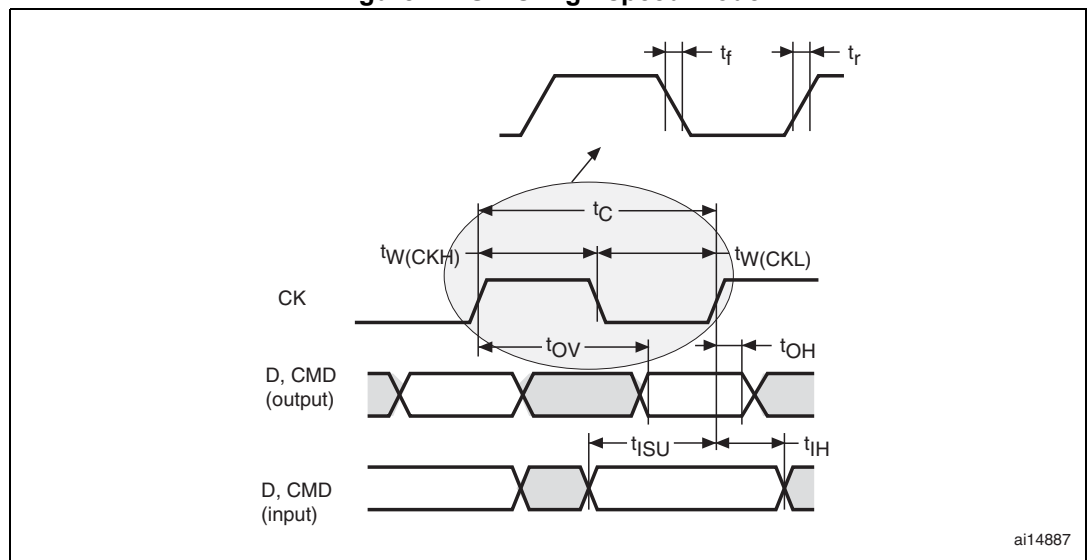 tf
tr
tC
tW(CKH)
tW(CKL)
CK
tOV
tOH
D, CMD
(output)
tISU
tIH
D, CMD
(input)
ai14887